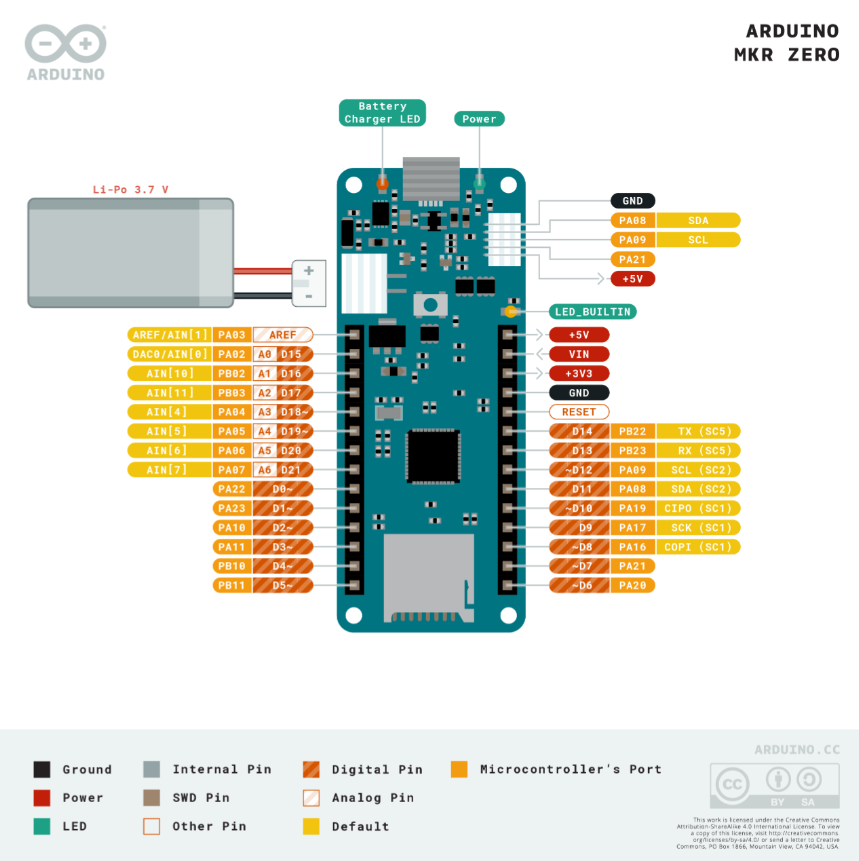 ARDUINO
ARDUINO
MKR ZERO
Battery
Charger LED
Power
Li-Po 3.7 V
+
-
GND
PA08 SDA
PA09 SCL
PA21
+5V
LED_BUILTIN
AREF/AIN[1] PA03 AREF
DAC0/AIN[0] PA02 A0 D15
AIN[10] PB02 A1 D16
AIN[11] PB03 A2 D17
AIN[4] PA04 A3 D18~
AIN[5] PA05 A4 D19~
AIN[6] PA06 A5 D20
AIN[7] PA07 A6 D21
PA22 D0~
PA23 D1~
PA10 D2~
PA11 D3~
PB10 D4~
PB11 D5~
+5V
VIN
+3V3
GND
RESET
D14 PB22 TX (SC5)
D13 PB23 RX (SC5)
~D12 PA09 SCL (SC2)
D11 PA08 SDA (SC2)
~D10 PA19 CIPO (SC1)
D9 PA17 SCK (SC1)
~D8 PA16 COPI (SC1)
~D7 PA21
~D6 PA20
Ground
Power
LED
Internal Pin
SWD Pin
Other Pin
Digital Pin
Analog Pin
Default
Microcontroller's Port
ARDUINO.CC
cc
BY SA
This work is licensed under the Creative Commons
Attribution-ShareAlike 4.0 International License. To view
a copy of this license, visit http://creativecommons.
org/licenses/by-sa/4.0/ or send a letter to Creative
Commons, PO Box 1866, Mountain View, CA 94042, USA.